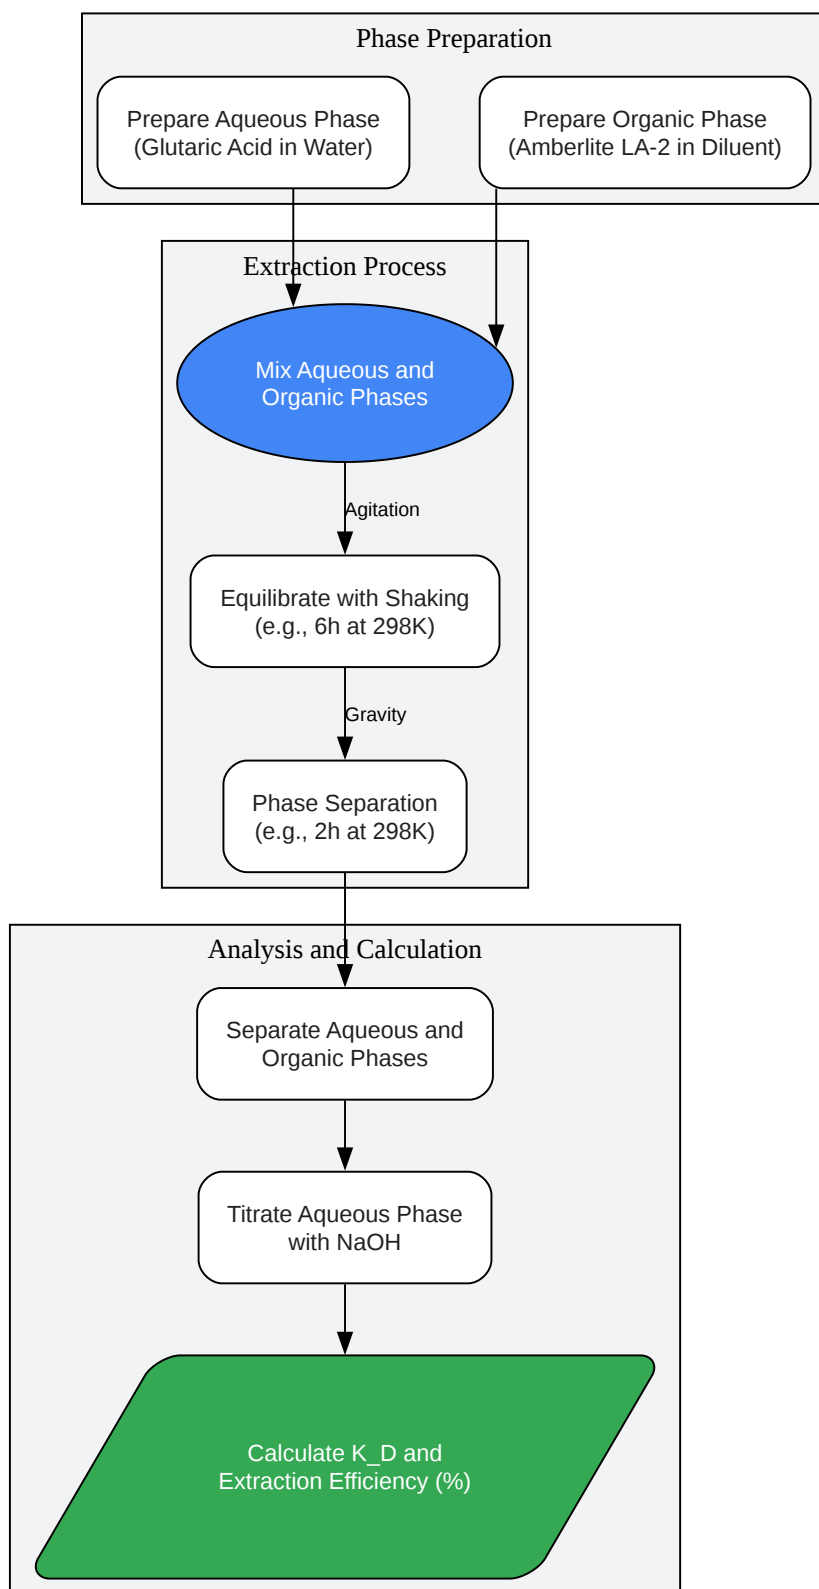 Phase Preparation
Prepare Aqueous Phase
(Glutaric Acid in Water)
Prepare Organic Phase
(Amberlite LA-2 in Diluent)
Extraction Process
Mix Aqueous and
Organic Phases
Agitation
Equilibrate with Shaking
(e.g., 6h at 298K)
Gravity
Phase Separation
(e.g., 2h at 298K)
Analysis and Calculation
Separate Aqueous and
Organic Phases
Titrate Aqueous Phase
with NaOH
Calculate K_D and
Extraction Efficiency (%)